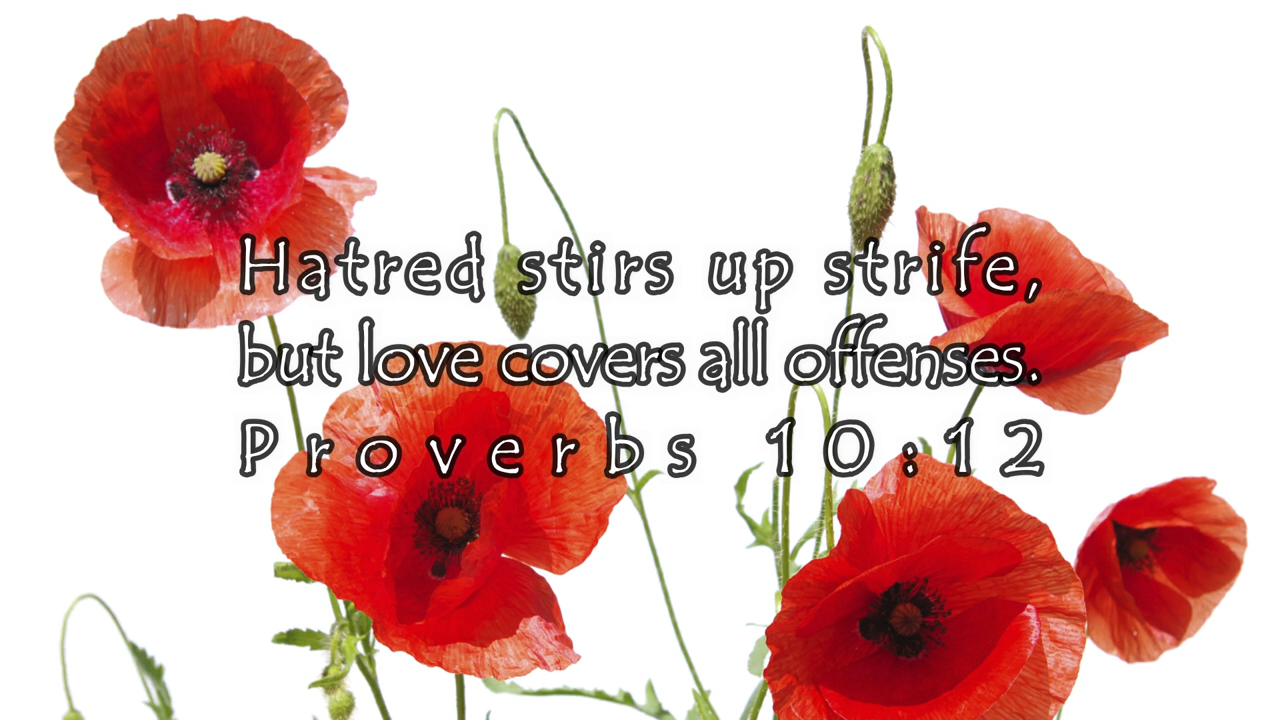 Hatred stirs up strife,
but love covers all offenses.
Proverbs 10:12